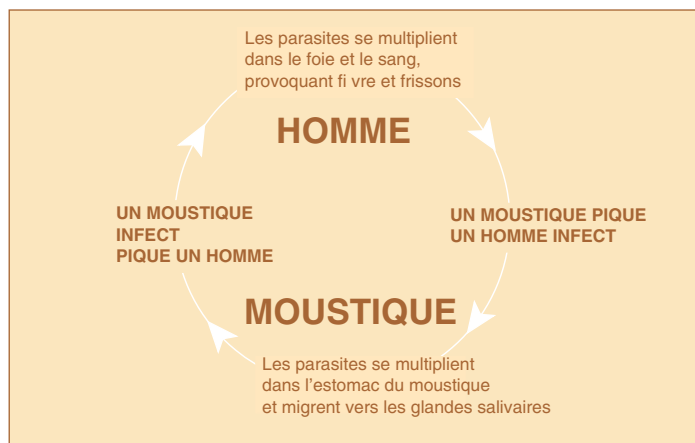 Les parasites se multiplient
dans le foie et le sang,
provoquant fi vre et frissons
HOMME
UN MOUSTIQUE
INFECT
PIQUE UN HOMME
UN MOUSTIQUE PIQUE
UN HOMME INFECT
MOUSTIQUE
Les parasites se multiplient
dans l'estomac du moustique
et migrent vers les glandes salivaires